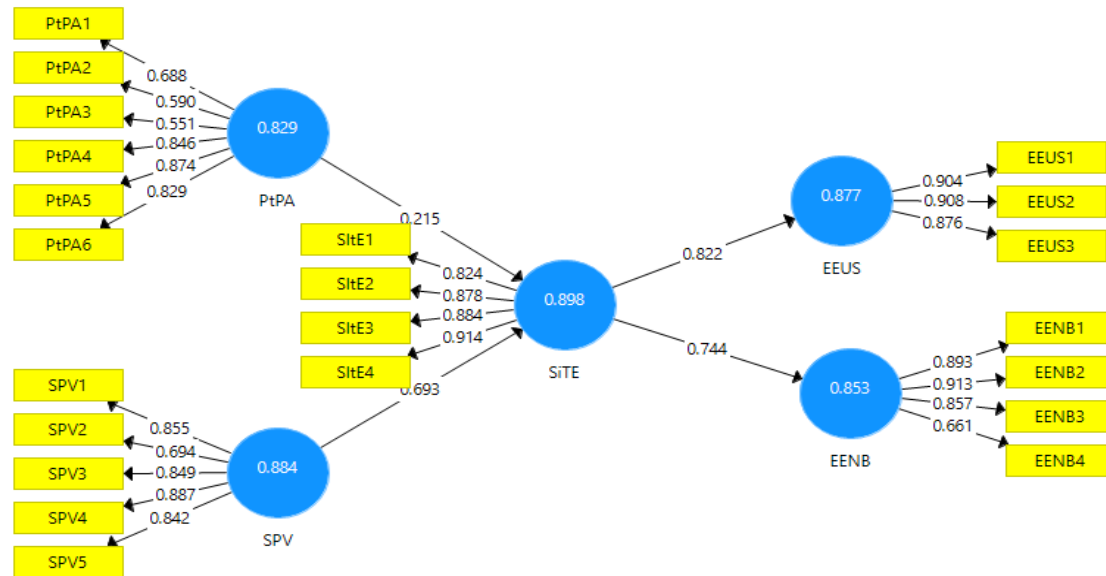 PtPA1
PtPA2
PtPA3
PtPA4
PtPA5
PtPA6
0.688
0.590
0.551
0.846
0.874
0.829
0.829
PtPA
0.215
SItE1
SItE2
SItE3
SItE4
0.824
0.878
0.884
0.914
0.693
0.898
SiTE
SPV1
SPV2
SPV3
SPV4
SPV5
0.855
0.694
0.849
0.887
0.842
0.884
SPV
0.822
0.744
0.877
EEUS
0.904
0.908
0.876
EEUS1
EEUS2
EEUS3
0.853
EENB
0.893
0.913
0.857
0.661
EENB1
EENB2
EENB3
EENB4